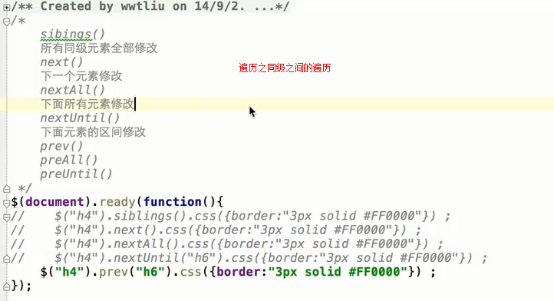 /** Created by wwtliu on 14/9/2. ...*/
/*
sibings()
所有同级元素全部修改
next()
遍历之同级之间的遍历
下一个元素修改
nextAll()
下面所有元素修改
nextUntil()
下面元素的区间修改
prev()
preAll()
preUntil()
*/
$(document).ready(function(){
// $("h4").siblings().css({border:"3px solid #FF0000"}) ;
// $("h4").next().css({border:"3px solid #FF0000"}) ;
// $("h4").nextAll().css({border:"3px solid #FF0000"}) ;
// $("h4").nextUntil("h6").css({border:"3px solid #FF0000"}) ;
$("h4").prev("h6").css({border:"3px solid #FF0000"}) ;
});